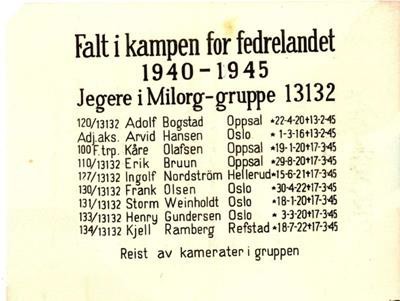 Falt i kampen for fedrelandet
1940-1945
Jegere i Milorg-gruppe 13132
120/13132 Adolf Bogstad Oppsal *22-4-20+13-2-45
Adj.aks. Arvid Hansen Oslo * 1-3-16+13-2-45
100F.trp. Kåre Olafsen Oppsal *19-1-20+17-3-45
110/13132 Erik Bruun Oppsal *29-8-20+17-3-45
127/13132 Ingolf Nordström Hellerud*15-6-21+17-3-45
130/13132 Frank Olsen Oslo *30-4-22+17-3-45
131/13132 Storm Weinholdt Oslo *18-1-20+17-3-45
133/13132 Henry Gundersen Oslo * 3-3-20+17-3-45
134/13132 Kjell Ramberg Refstad *18-7-22+17-3-45
Reist av kamerater i gruppen